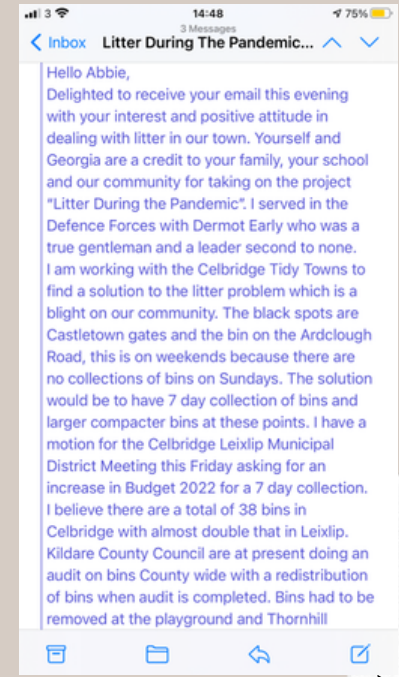 3
14:48
75%
3 Messages
Inbox
Litter During The Pandemic...
Hello Abbie,
Delighted to receive your email this evening
with your interest and positive attitude in
dealing with litter in our town. Yourself and
Georgia are a credit to your family, your school
and our community for taking on the project
“Litter During the Pandemic”. I served in the
Defence Forces with Dermot Early who was a
true gentleman and a leader second to none.
I am working with the Celbridge Tidy Towns to
find a solution to the litter problem which is a
blight on our community. The black spots are
Castletown gates and the bin on the Ardclough
Road, this is on weekends because there are
no collections of bins on Sundays. The solution
would be to have 7 day collection of bins and
larger compacter bins at these points. I have a
motion for the Celbridge Leixlip Municipal
District Meeting this Friday asking for an
increase in Budget 2022 for a 7 day collection.
I believe there are a total of 38 bins in
Celbridge with almost double that in Leixlip.
Kildare County Council are at present doing an
audit on bins County wide with a redistribution
of bins when audit is completed. Bins had to be
removed at the playground and Thornhill